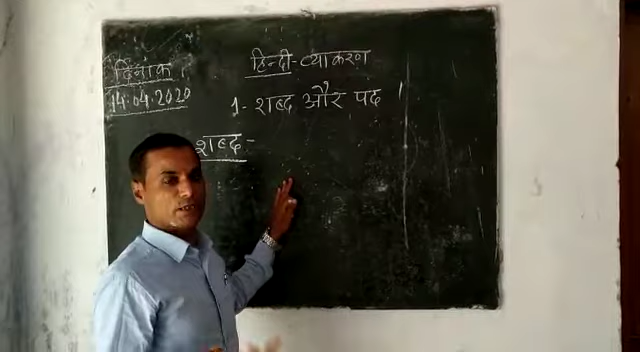 दिनांक
14.04.2020
हिन्दी - व्याकरण
1- शब्द और पद
शब्द -